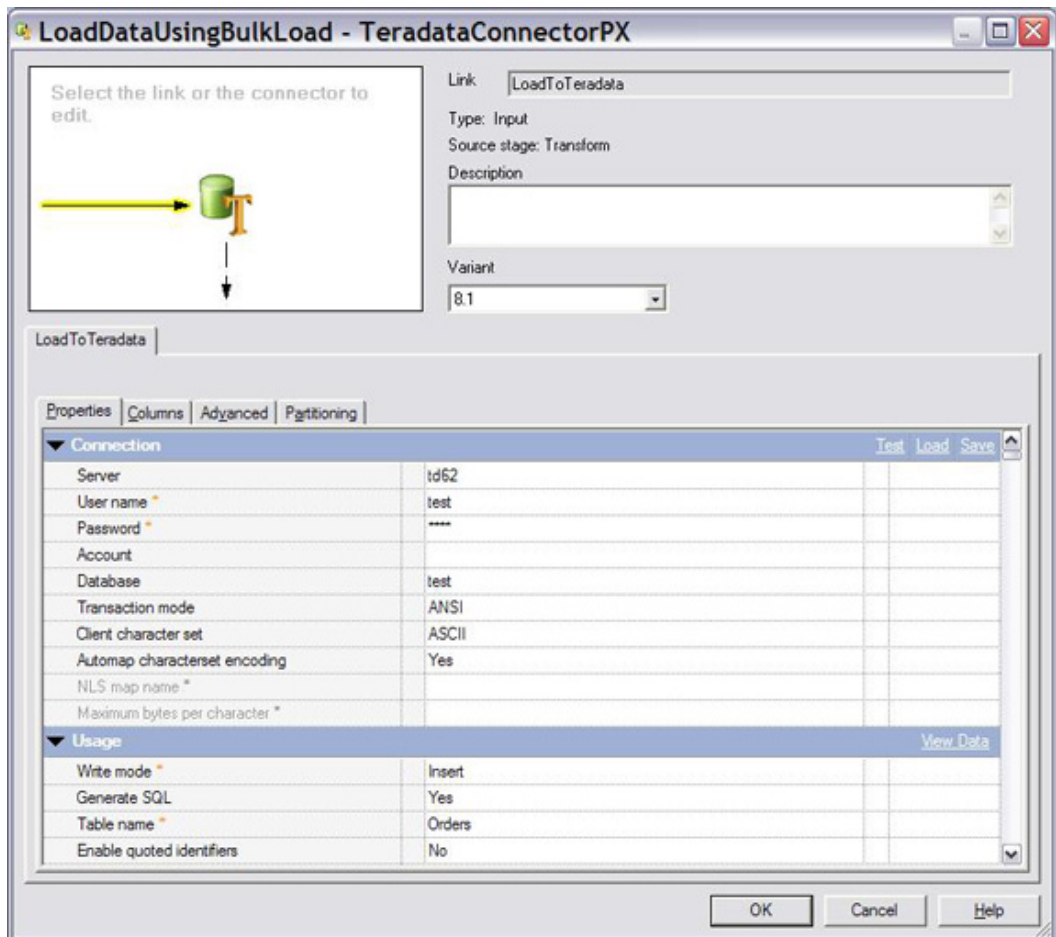 LoadDataUsingBulkLoad - TeradataConnectorPX
Select the link or the connector to
edit.
T
Link LoadToTeradata
Type: Input
Source stage: Transform
Description
Variant
8.1
LoadToTeradata
Properties Columns Advanced Partitioning
Connection Test Load Save
Server td62
User name * test
Password * ****
Account
Database test
Transaction mode ANSI
Client character set ASCII
Automap characterset encoding Yes
NLS map name *
Maximum bytes per character *
Usage View Data
Write mode * Insert
Generate SQL Yes
Table name * Orders
Enable quoted identifiers No
OK Cancel Help